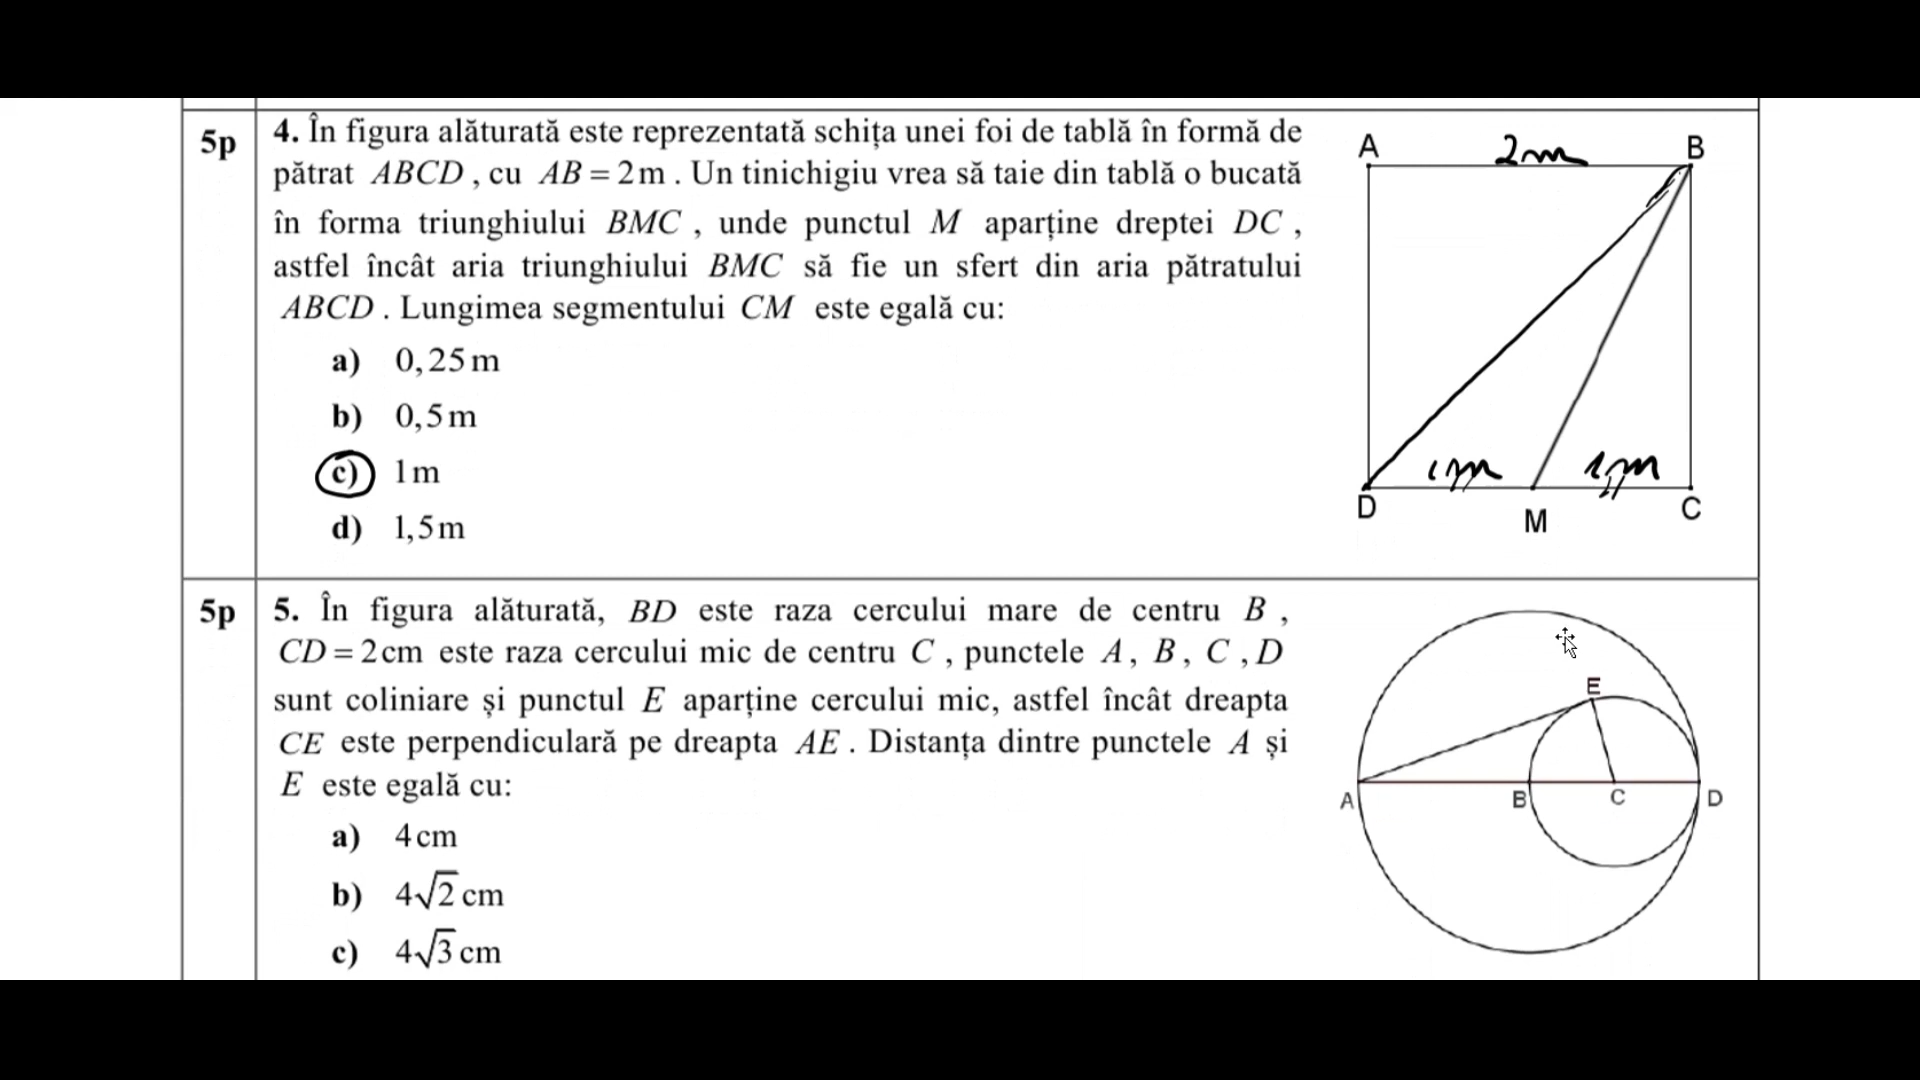 5p
4. În figura alăturată este reprezentată schița unei foi de tablă în formă de
pătrat ABCD, cu AB = 2m. Un tinichigiu vrea să taie din tablă o bucată
în forma triunghiului BMC, unde punctul M aparține dreptei DC,
astfel încât aria triunghiului BMC să fie un sfert din aria pătratului
ABCD. Lungimea segmentului CM este egală cu:
a) 0,25m
b) 0,5m
c) 1m
d) 1,5m
A 2m B
1m 1m
D M C
5p
5. În figura alăturată, BD este raza cercului mare de centru B,
CD = 2cm este raza cercului mic de centru C, punctele A, B, C, D
sunt coliniare și punctul E aparține cercului mic, astfel încât dreapta
CE este perpendiculară pe dreapta AE. Distanța dintre punctele A și
E este egală cu:
a) 4cm
b) 4√2cm
c) 4√3cm
E
A B C D